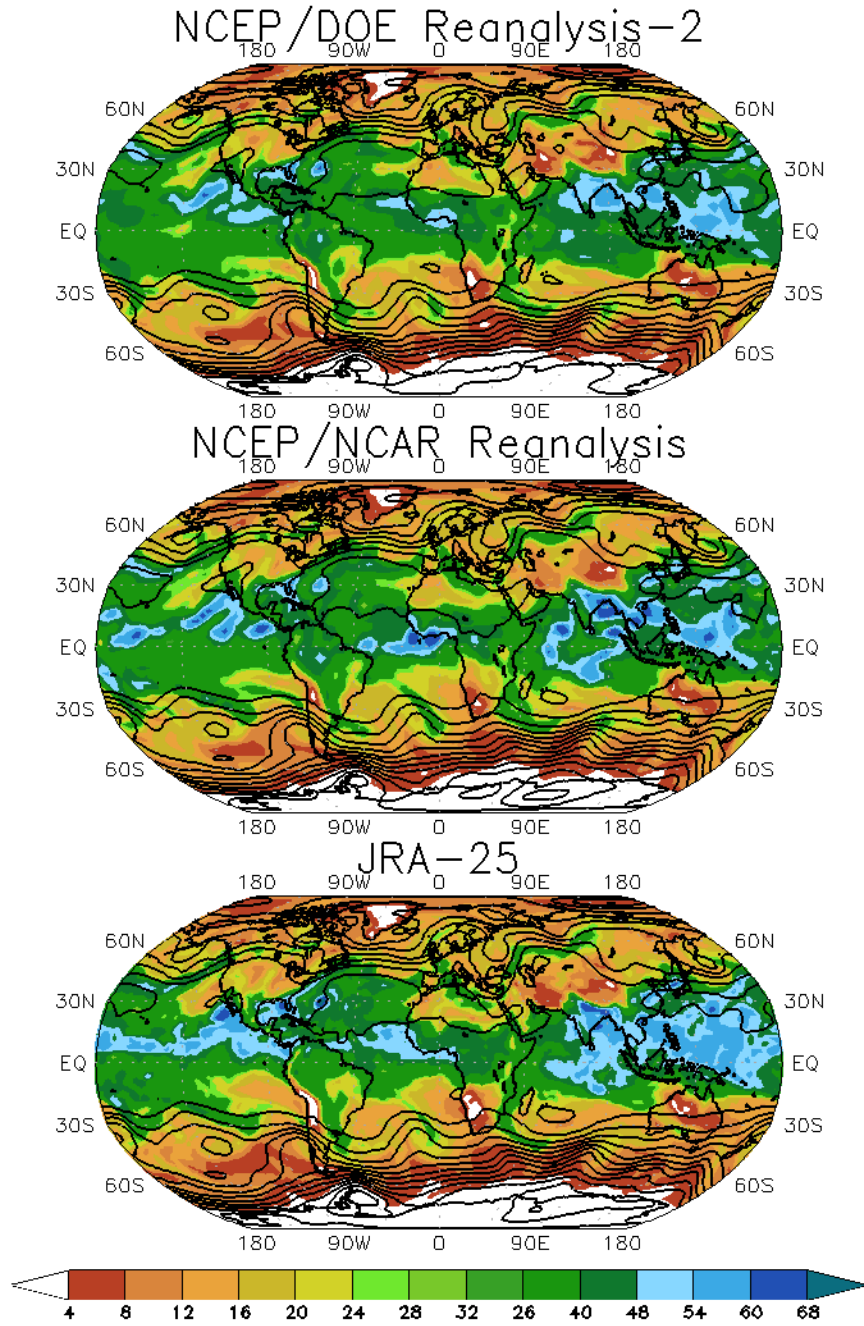 NCEP/DOE Reanalysis-2
180 90W 0 90E 180
60N 60N
30N 30N
EQ EQ
30S 30S
60S 60S
180 90W 0 90E 180
NCEP/NCAR Reanalysis
180 90W 0 90E 180
60N 60N
30N 30N
EQ EQ
30S 30S
60S 60S
180 90W 0 90E 180
JRA-25
180 90W 0 90E 180
60N 60N
30N 30N
EQ EQ
30S 30S
60S 60S
180 90W 0 90E 180
4 8 12 16 20 24 28 32 26 40 48 54 60 68